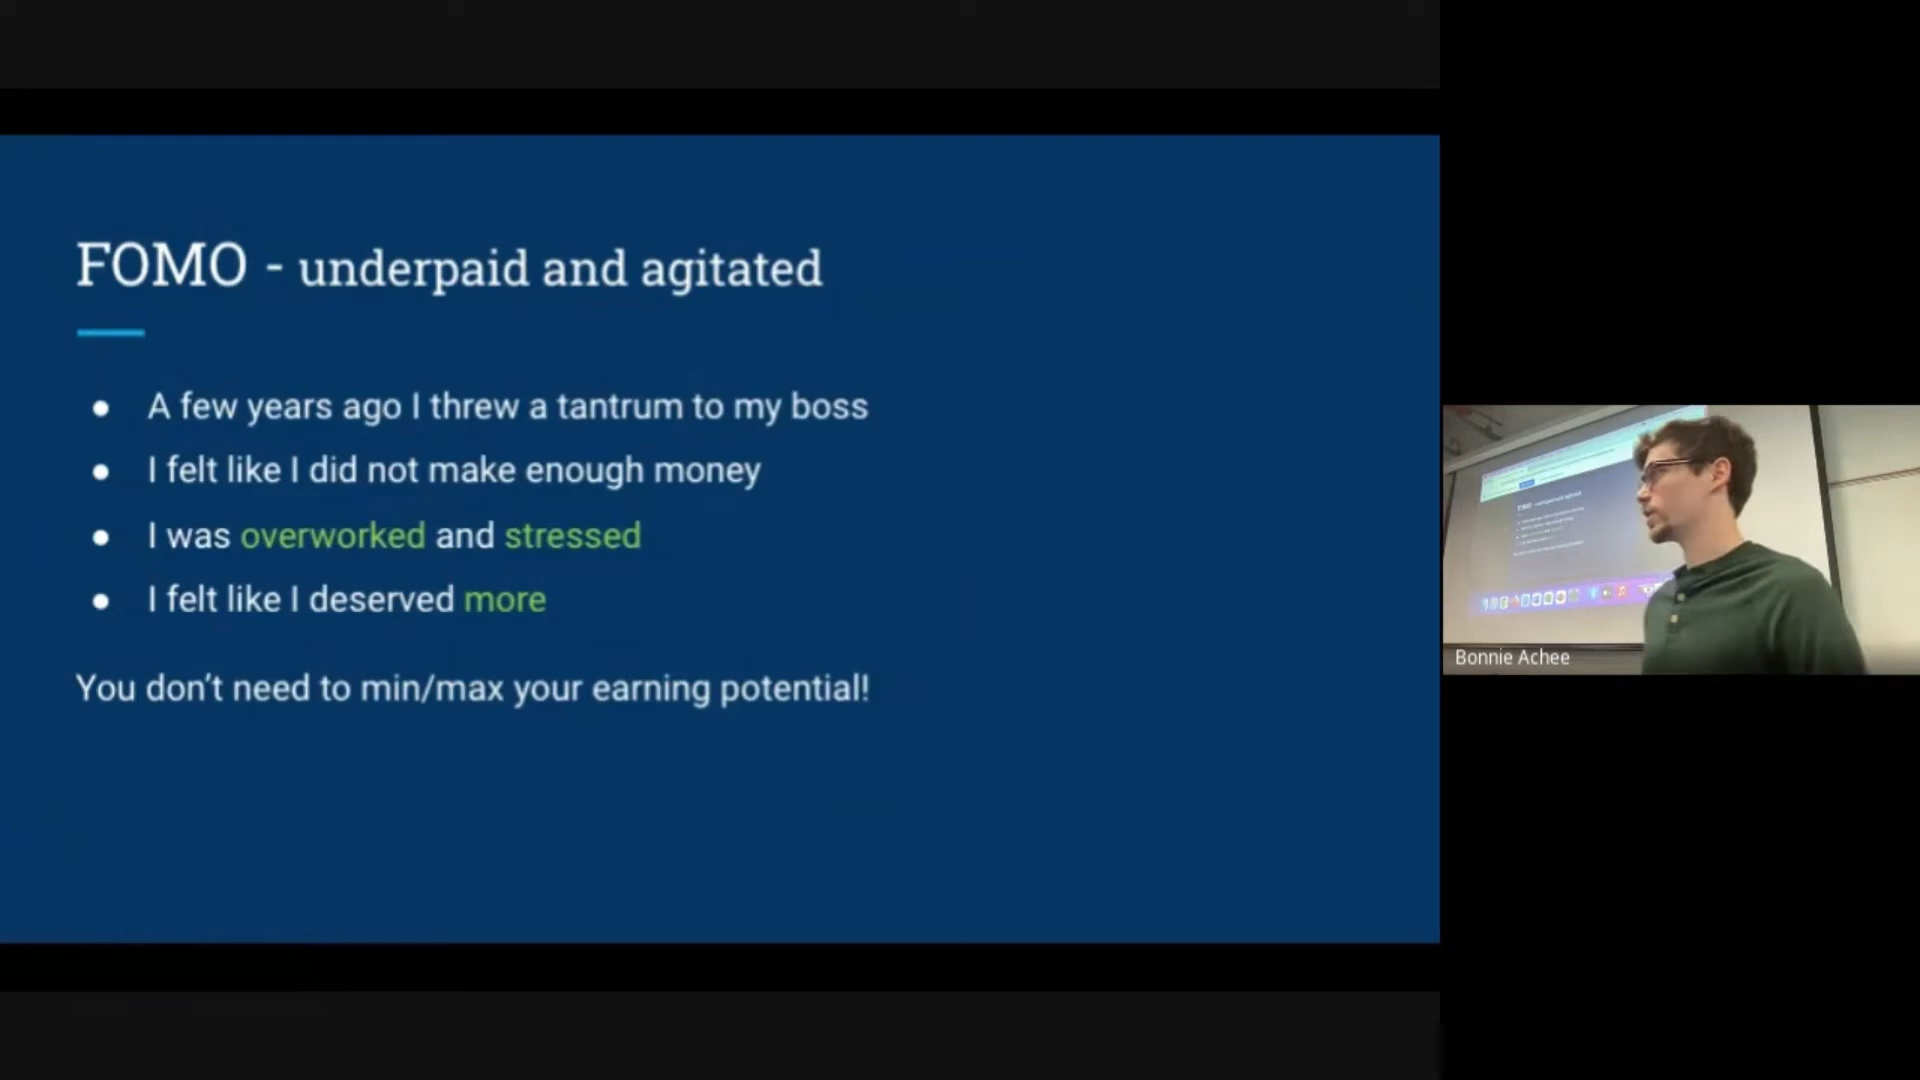 FOMO - underpaid and agitated
● A few years ago I threw a tantrum to my boss
● I felt like I did not make enough money
● I was overworked and stressed
● I felt like I deserved more
You don’t need to min/max your earning potential!
Bonnie Achee